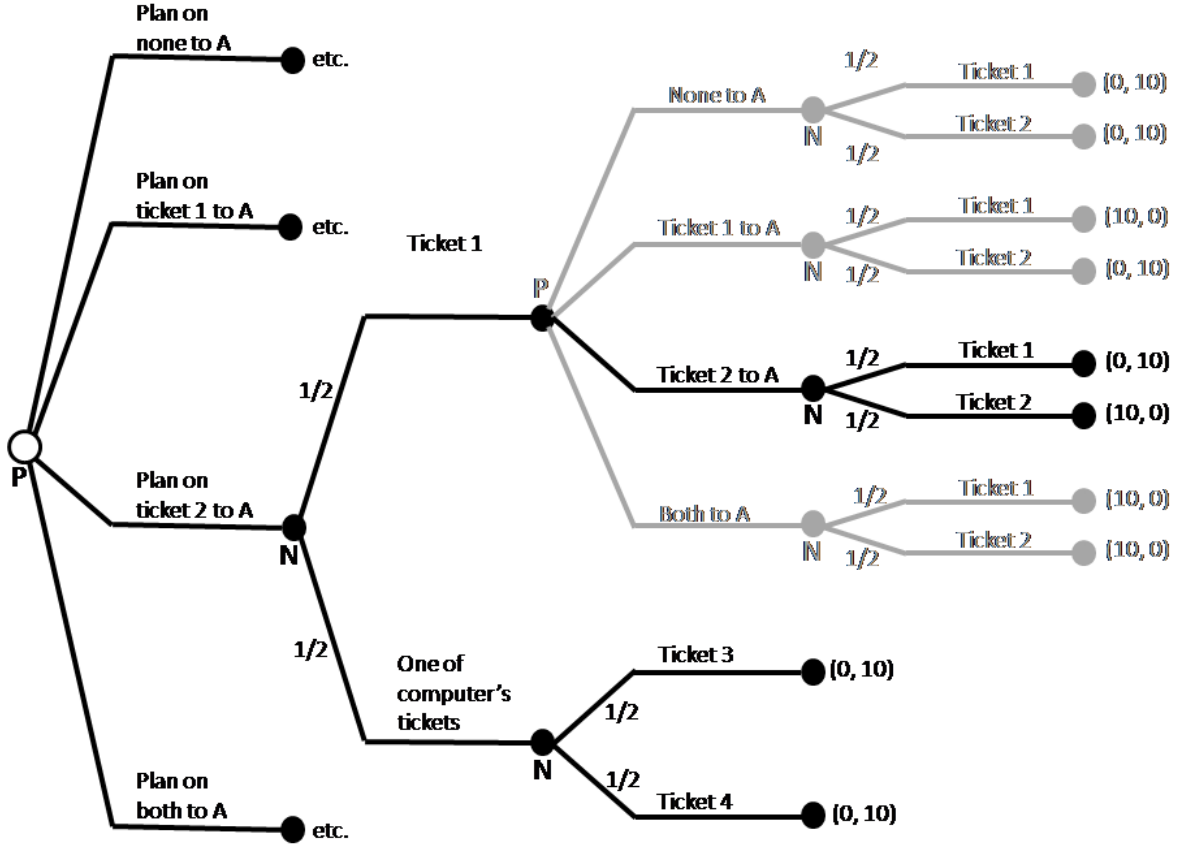 Plan on
none to A
etc.
Plan on
ticket 1 to A
etc.
P
Plan on
ticket 2 to A
N
Plan on
both to A
etc.
1/2
Ticket 1
P
1/2
One of
computer's
tickets
N
None to A
N
1/2
Ticket 1
(0, 10)
1/2
Ticket 2
(0, 10)
Ticket 1 to A
N
1/2
Ticket 1
(10, 0)
1/2
Ticket 2
(0, 10)
Ticket 2 to A
N
1/2
Ticket 1
(0, 10)
1/2
Ticket 2
(10, 0)
Both to A
N
1/2
Ticket 1
(10, 0)
1/2
Ticket 2
(10, 0)
Ticket 3
1/2
(0, 10)
1/2
Ticket 4
(0, 10)